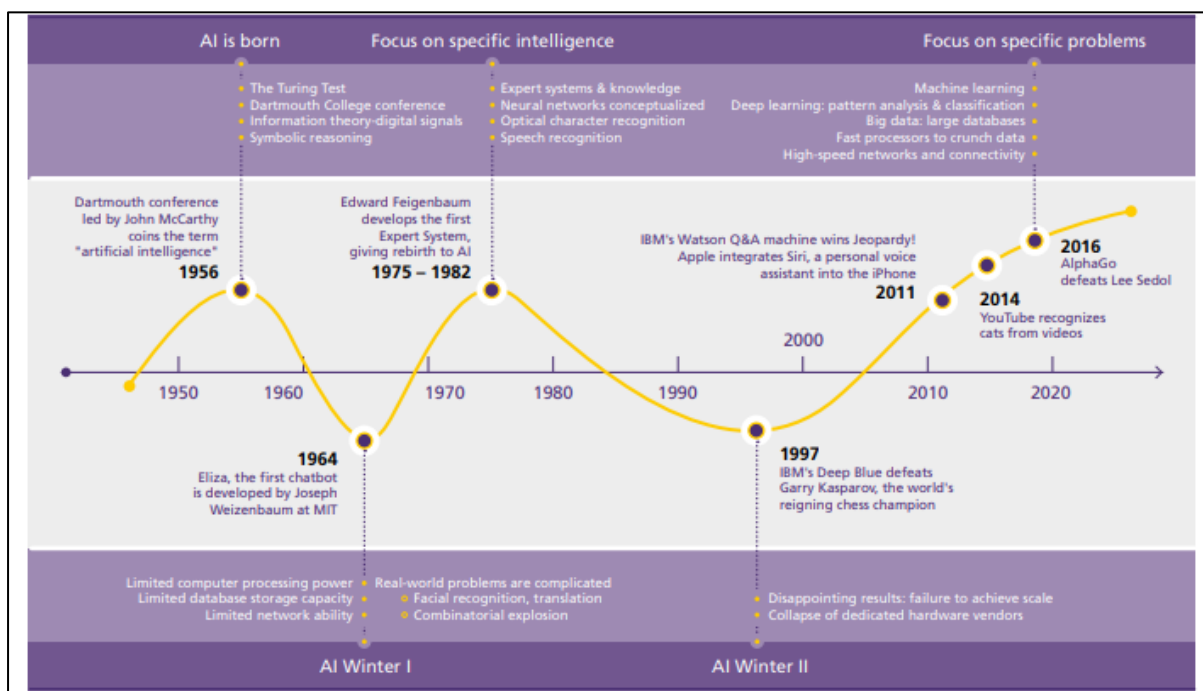 AI is born
Focus on specific intelligence
Focus on specific problems
The Turing Test
Dartmouth College conference
Information theory-digital signals
Symbolic reasoning
Expert systems & knowledge
Neural networks conceptualized
Optical character recognition
Speech recognition
Machine learning
Deep learning: pattern analysis & classification
Big data: large databases
Fast processors to crunch data
High-speed networks and connectivity
Dartmouth conference
led by John McCarthy
coins the term
"artificial intelligence"
1956
Edward Feigenbaum
develops the first
Expert System,
giving rebirth to AI
1975 – 1982
IBM's Watson Q&A machine wins Jeopardy!
Apple integrates Siri, a personal voice
assistant into the iPhone
2011
2014
YouTube recognizes
cats from videos
2016
AlphaGo
defeats Lee Sedol
1950
1960
1970
1980
1990
2000
2010
2020
1964
Eliza, the first chatbot
is developed by Joseph
Weizenbaum at MIT
1997
IBM's Deep Blue defeats
Garry Kasparov, the world's
reigning chess champion
Limited computer processing power
Limited database storage capacity
Limited network ability
Real-world problems are complicated
Facial recognition, translation
Combinatorial explosion
Disappointing results: failure to achieve scale
Collapse of dedicated hardware vendors
AI Winter I
AI Winter II